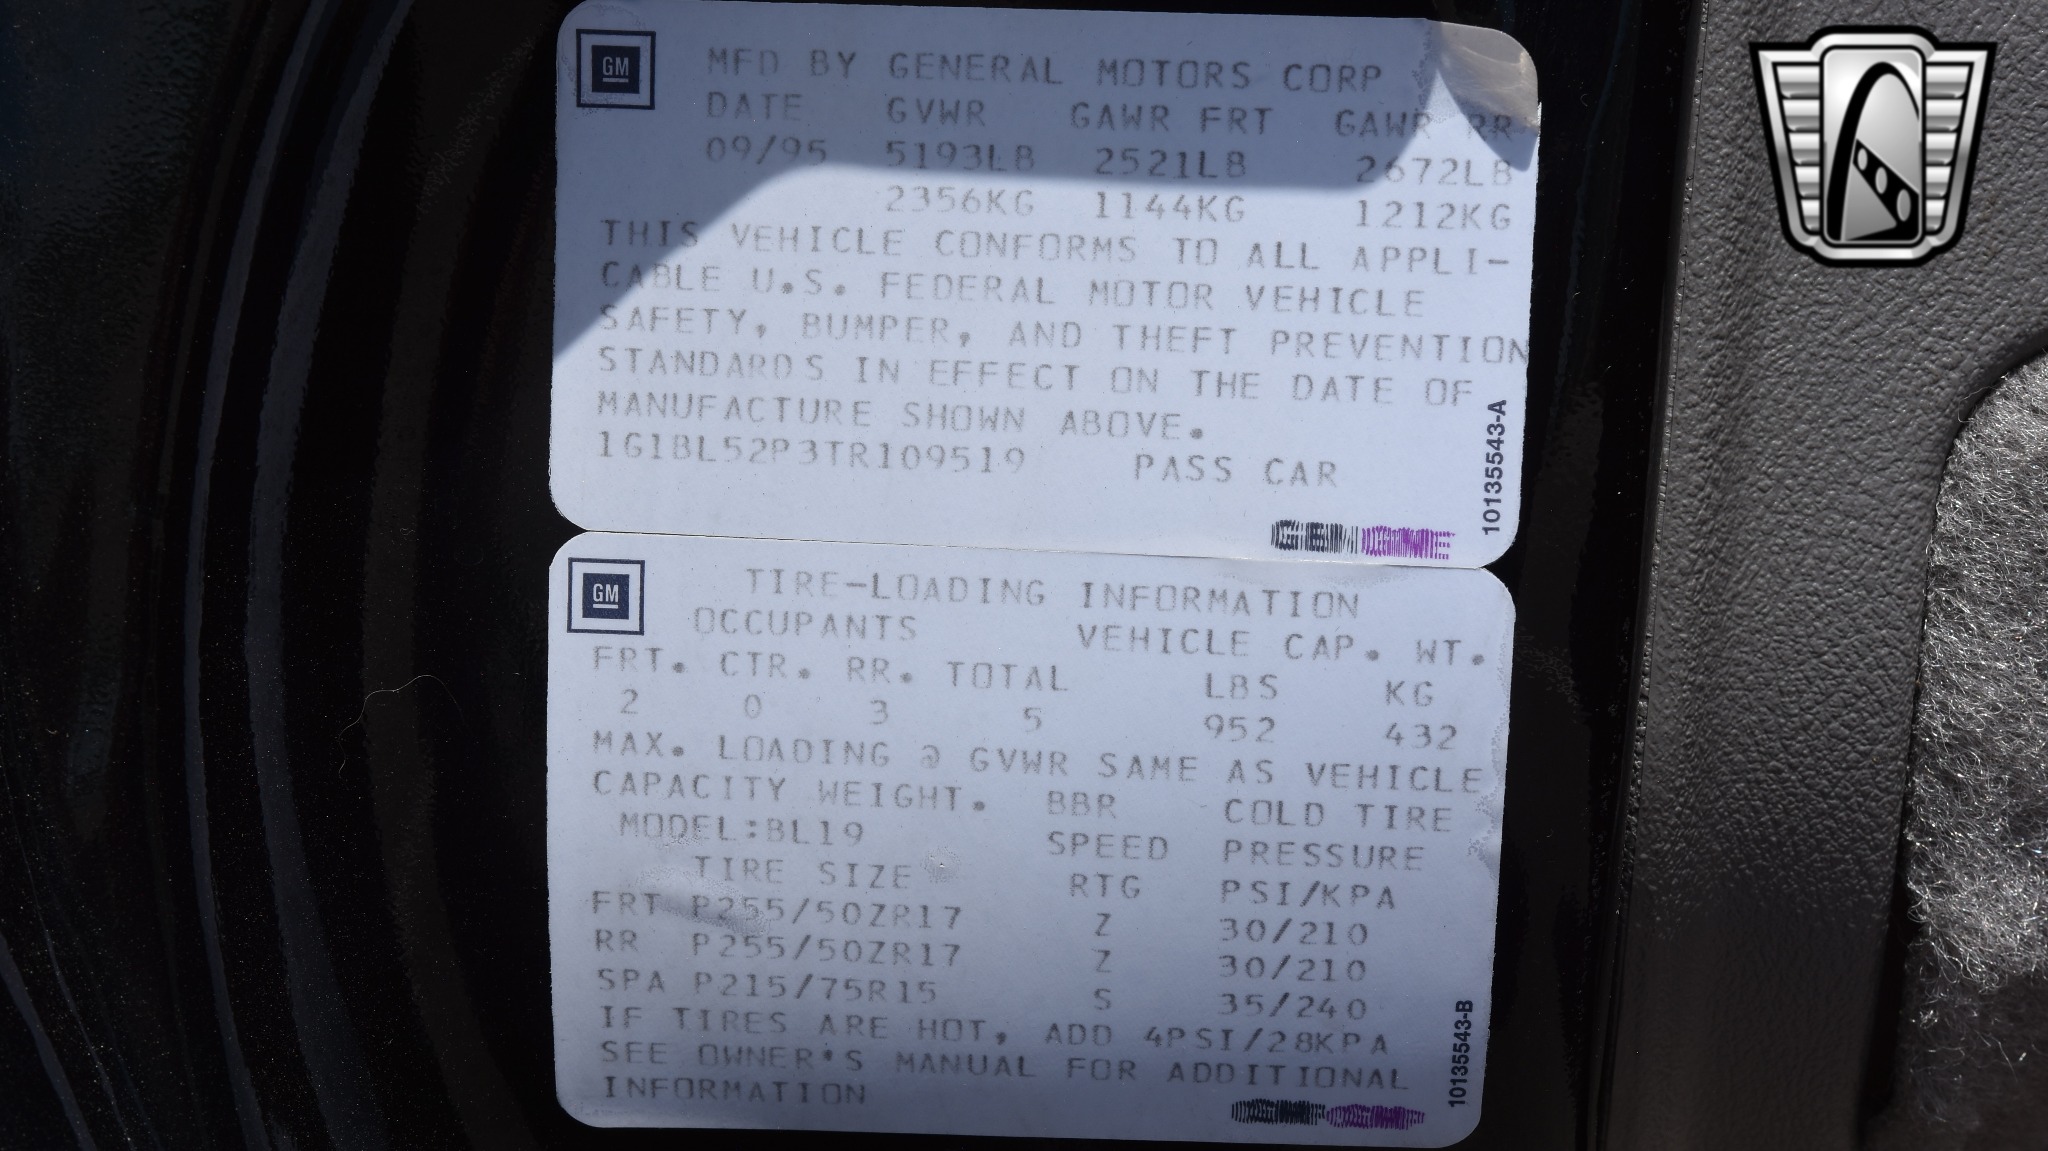 GM
MFD BY GENERAL MOTORS CORP
DATE GVWR GAWR FRT GAWR RR
09/95 5193LB 2521LB 2672LB
2356KG 1144KG 1212KG
THIS VEHICLE CONFORMS TO ALL APPLI-
CABLE U.S. FEDERAL MOTOR VEHICLE
SAFETY, BUMPER, AND THEFT PREVENTION
STANDARDS IN EFFECT ON THE DATE OF
MANUFACTURE SHOWN ABOVE.
1G1BL52P3TR109519 PASS CAR
10135543-A
GM
TIRE-LOADING INFORMATION
OCCUPANTS VEHICLE CAP. WT.
FRT. CTR. RR. TOTAL LBS KG
2 0 3 5 952 432
MAX. LOADING @ GVWR SAME AS VEHICLE
CAPACITY WEIGHT. BBR COLD TIRE
MODEL:BL19 SPEED PRESSURE
TIRE SIZE RTG PSI/KPA
FRT P255/50ZR17 Z 30/210
RR P255/50ZR17 Z 30/210
SPA P215/75R15 S 35/240
IF TIRES ARE HOT, ADD 4PSI/28KPA
SEE OWNER'S MANUAL FOR ADDITIONAL
INFORMATION
10135543-B